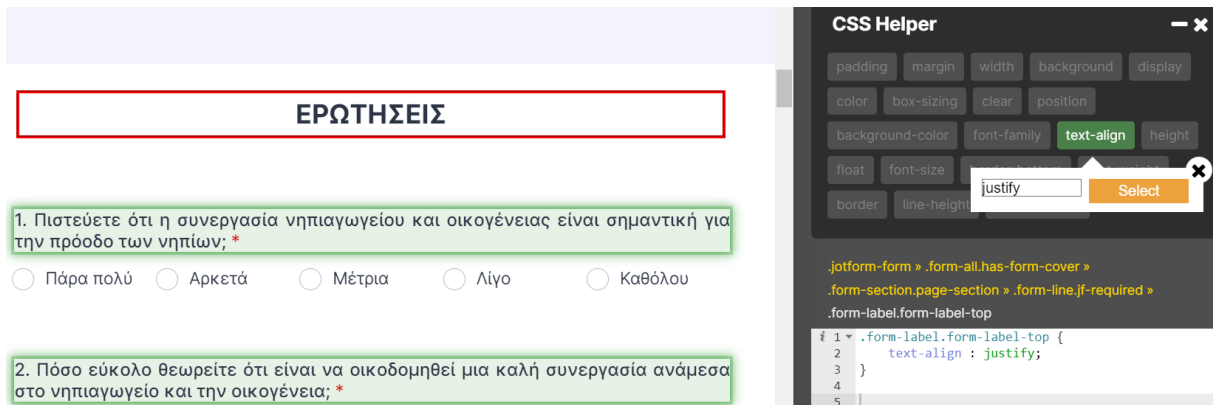 CSS Helper
padding margin width background display
color box-sizing clear position
background-color font-family text-align height
float font-size
justify Select
border line-height
ΕΡΩΤΗΣΕΙΣ
1. Πιστεύετε ότι η συνεργασία νηπιαγωγείου και οικογένειας είναι σημαντική για
την πρόοδο των νηπίων; *
Πάρα πολύ Αρκετά Μέτρια Λίγο Καθόλου
2. Πόσο εύκολο θεωρείτε ότι είναι να οικοδομηθεί μια καλή συνεργασία ανάμεσα
στο νηπιαγωγείο και την οικογένεια; *
.jotform-form » .form-all.has-form-cover »
.form-section.page-section » .form-line.jf-required »
.form-label.form-label-top
i 1 .form-label.form-label-top {
2 text-align : justify;
3 }
4
5